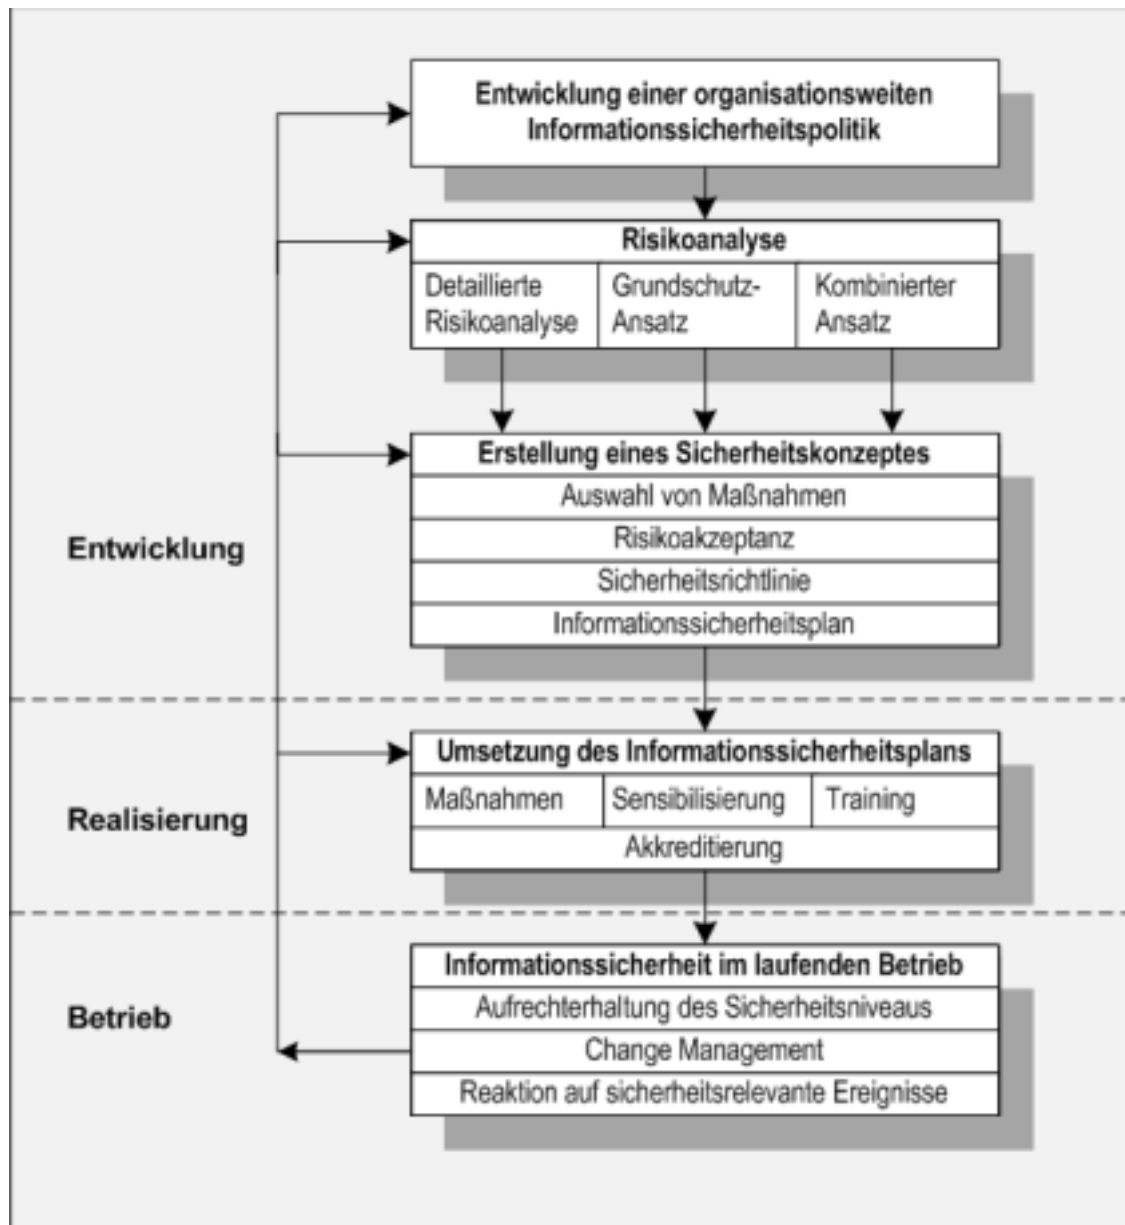 Entwicklung einer organisationsweiten
Informationssicherheitspolitik
Risikoanalyse
Detaillierte
Risikoanalyse
Grundschutz-
Ansatz
Kombinierter
Ansatz
Erstellung eines Sicherheitskonzeptes
Auswahl von Maßnahmen
Risikoakzeptanz
Sicherheitsrichtlinie
Informationssicherheitsplan
Entwicklung
Umsetzung des Informationssicherheitsplans
Maßnahmen
Sensibilisierung
Training
Akkreditierung
Realisierung
Informationssicherheit im laufenden Betrieb
Aufrechterhaltung des Sicherheitsniveaus
Change Management
Reaktion auf sicherheitsrelevante Ereignisse
Betrieb